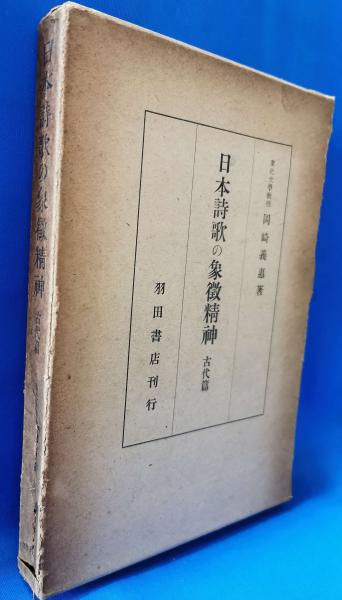 東北大學教授 岡崎義惠著
日本詩歌の象徵精神 古代篇
羽田書店刊行
日本詩歌の象徵精神 古代篇